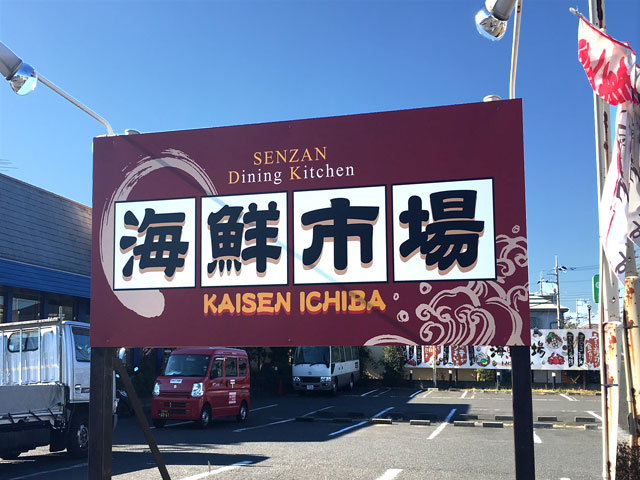 SENZAN
Dining Kitchen
海鮮市場
KAISEN ICHIBA